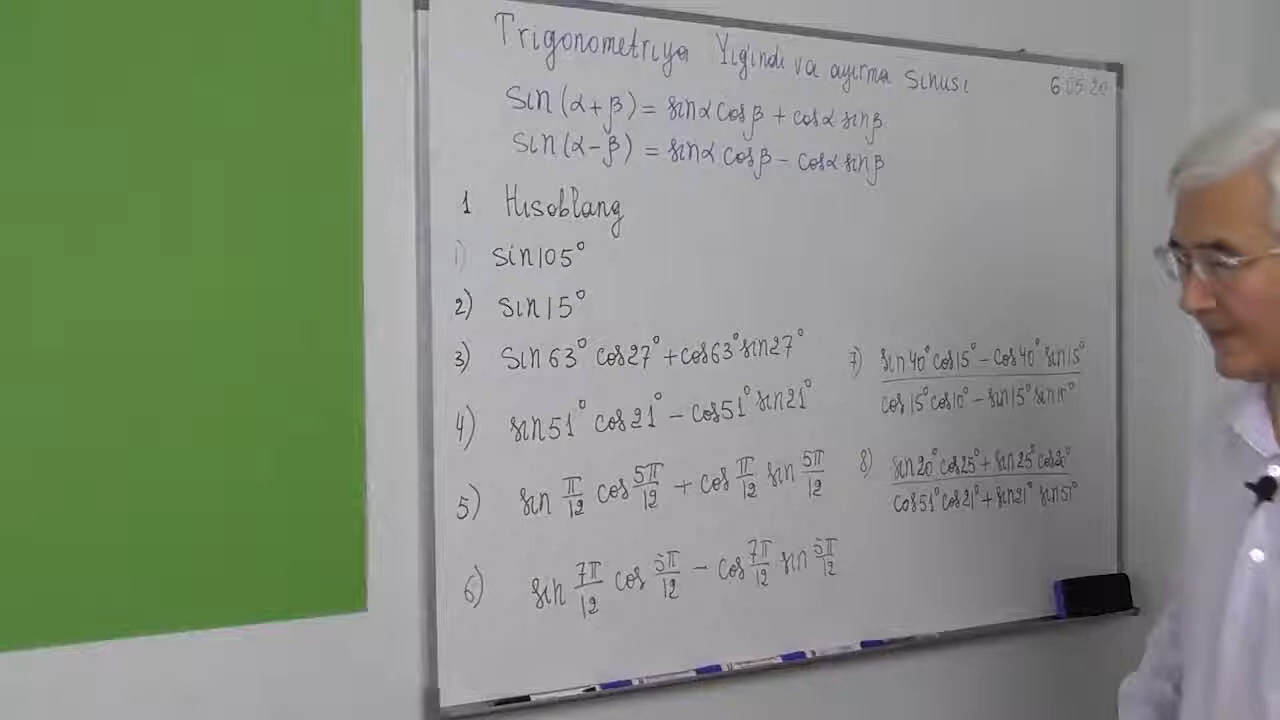 Trigonometriya Yig'indi va ayirma sinusi
6.05.20
sin(α+β) = sinα cosβ + cosα sinβ
sin(α-β) = sinα cosβ - cosα sinβ
1 Hisoblang
1) sin105°
2) sin15°
3) sin63° cos27° + cos63° sin27°
4) sin51° cos21° - cos51° sin21°
5) sin π/12 cos 5π/12 + cos π/12 sin 5π/12
6) sin 7π/12 cos 5π/12 - cos 7π/12 sin 5π/12
7) sin40° cos15° - cos40° sin15°
cos15° cos10° - sin15° sin10°
8) sin20° cos25° + sin25° cos20°
cos51° cos21° + sin21° sin51°